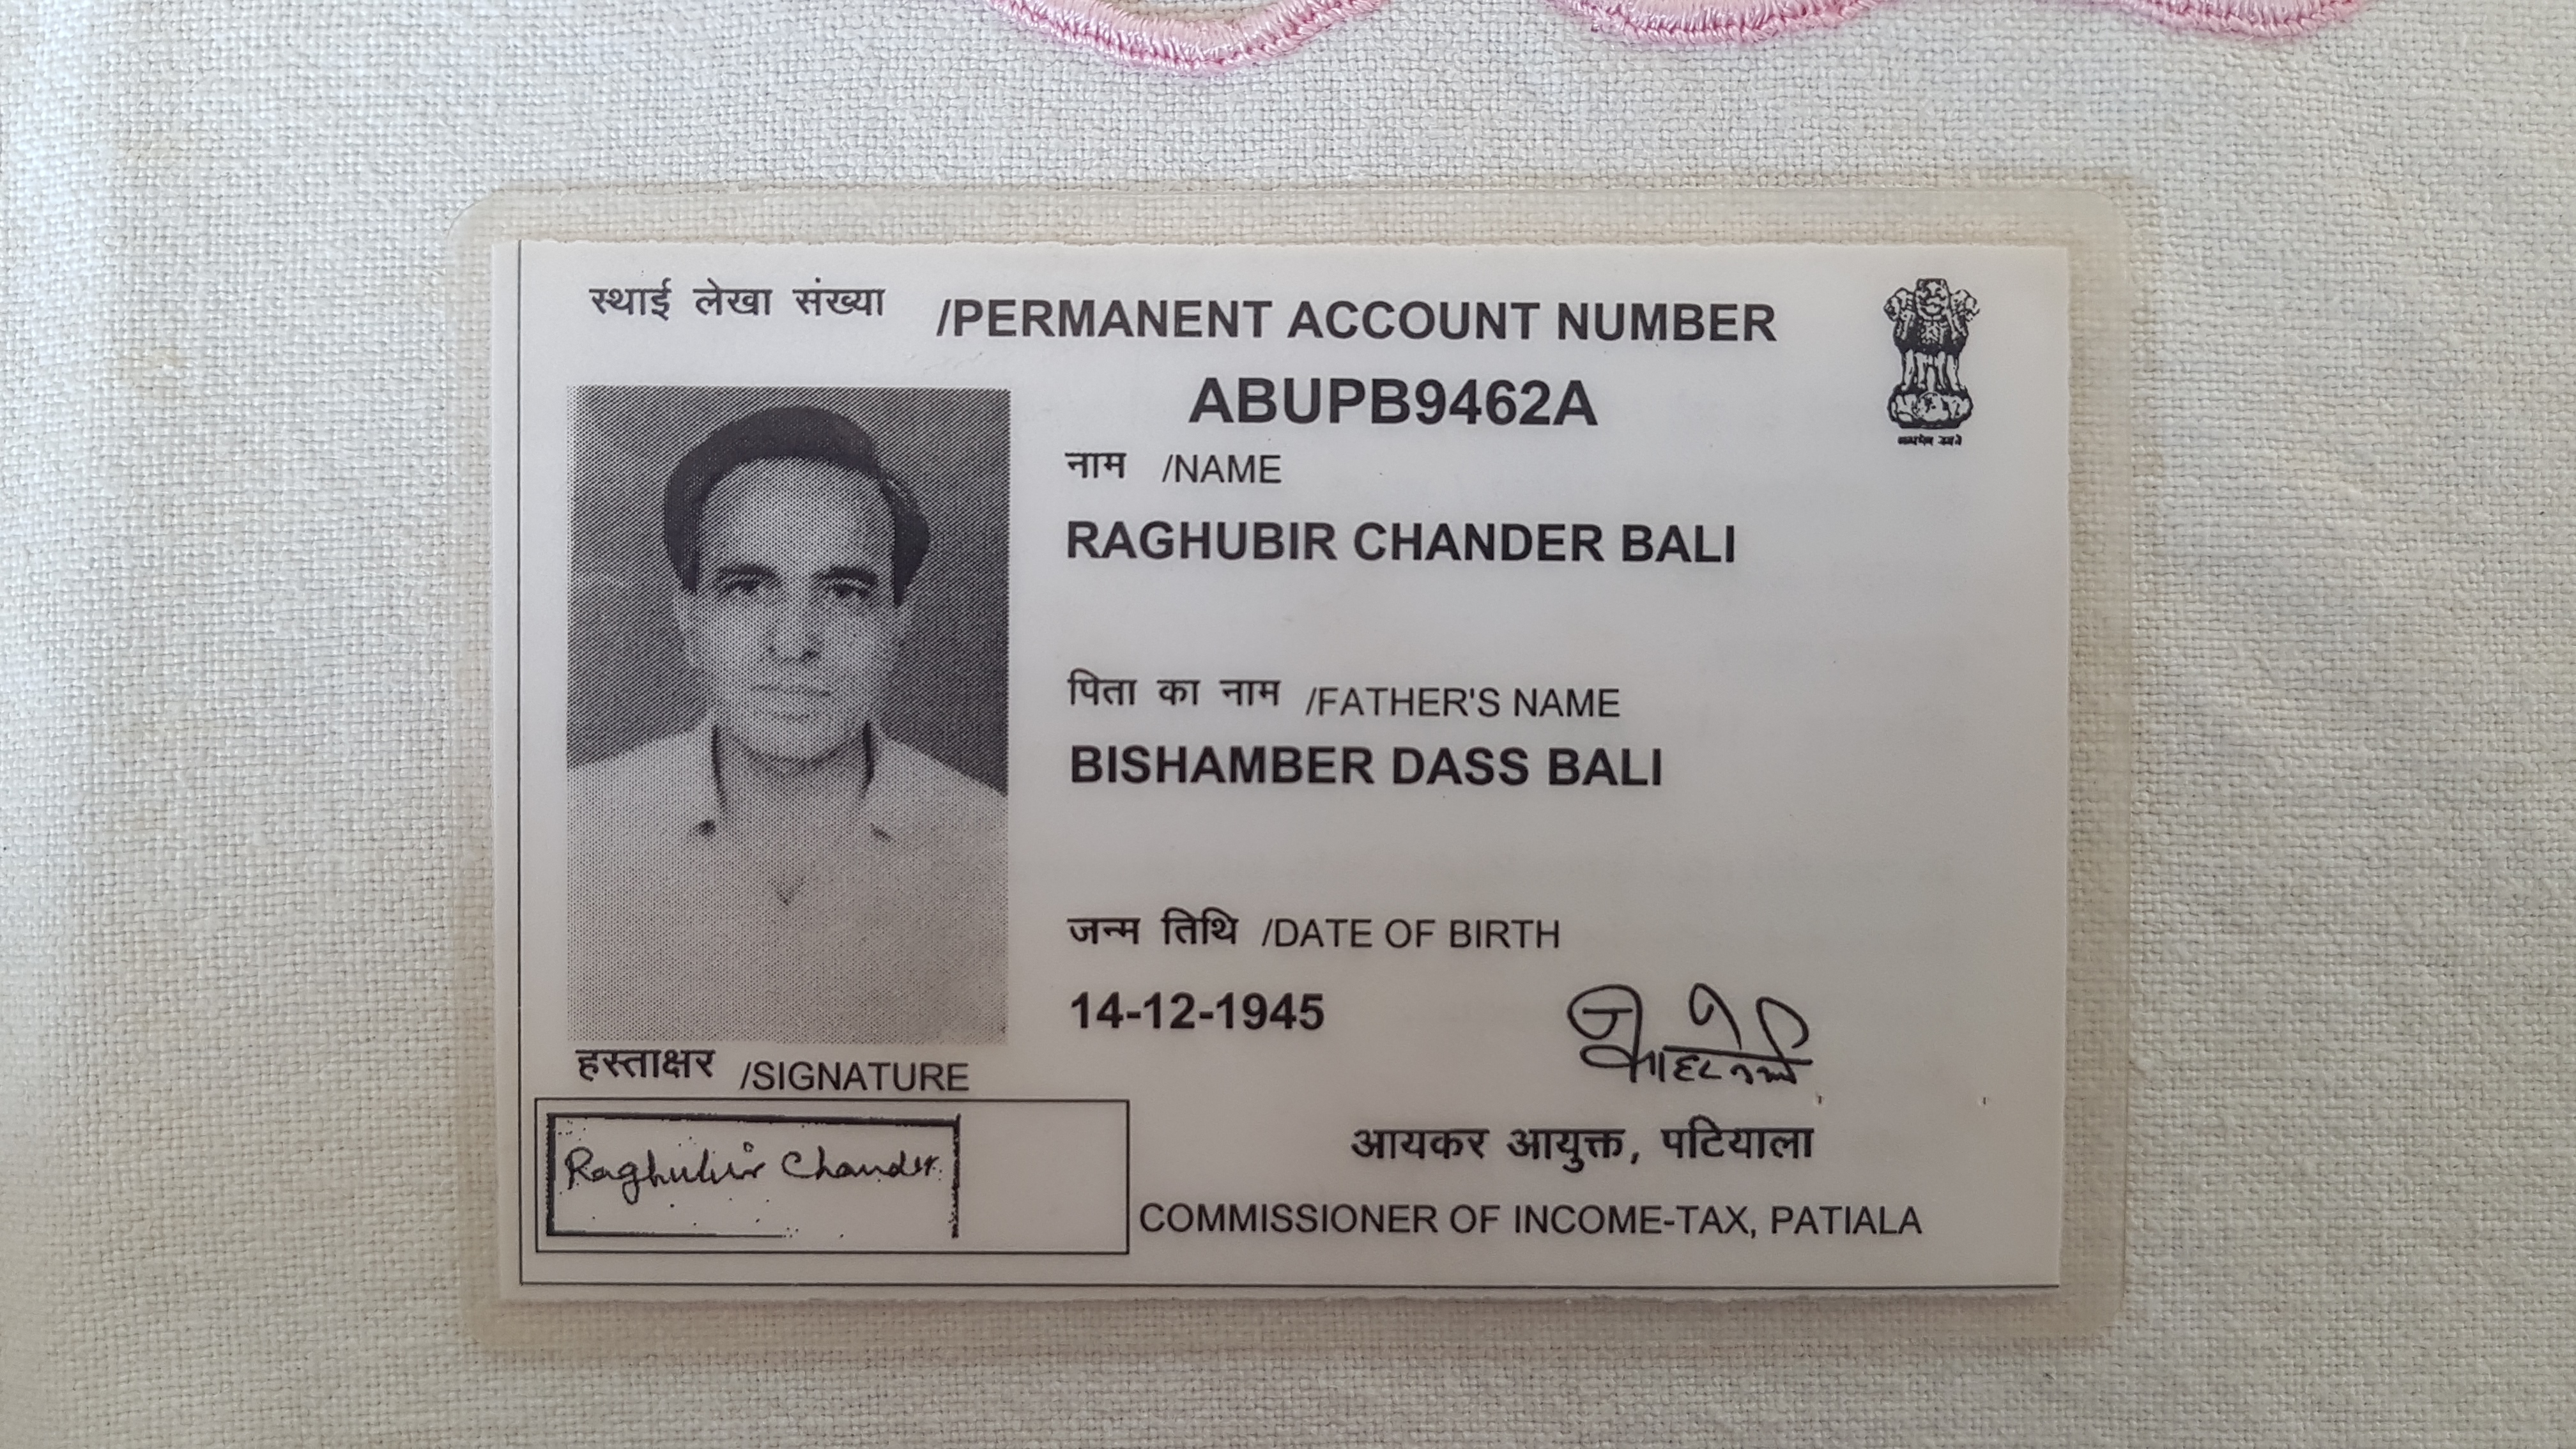 स्थाई लेखा संख्या /PERMANENT ACCOUNT NUMBER
ABUPB9462A
नाम /NAME
RAGHUBIR CHANDER BALI
पिता का नाम /FATHER'S NAME
BISHAMBER DASS BALI
जन्म तिथि /DATE OF BIRTH
14-12-1945
हस्ताक्षर /SIGNATURE
Raghubir Chander
आयकर आयुक्त, पटियाला
COMMISSIONER OF INCOME-TAX, PATIALA